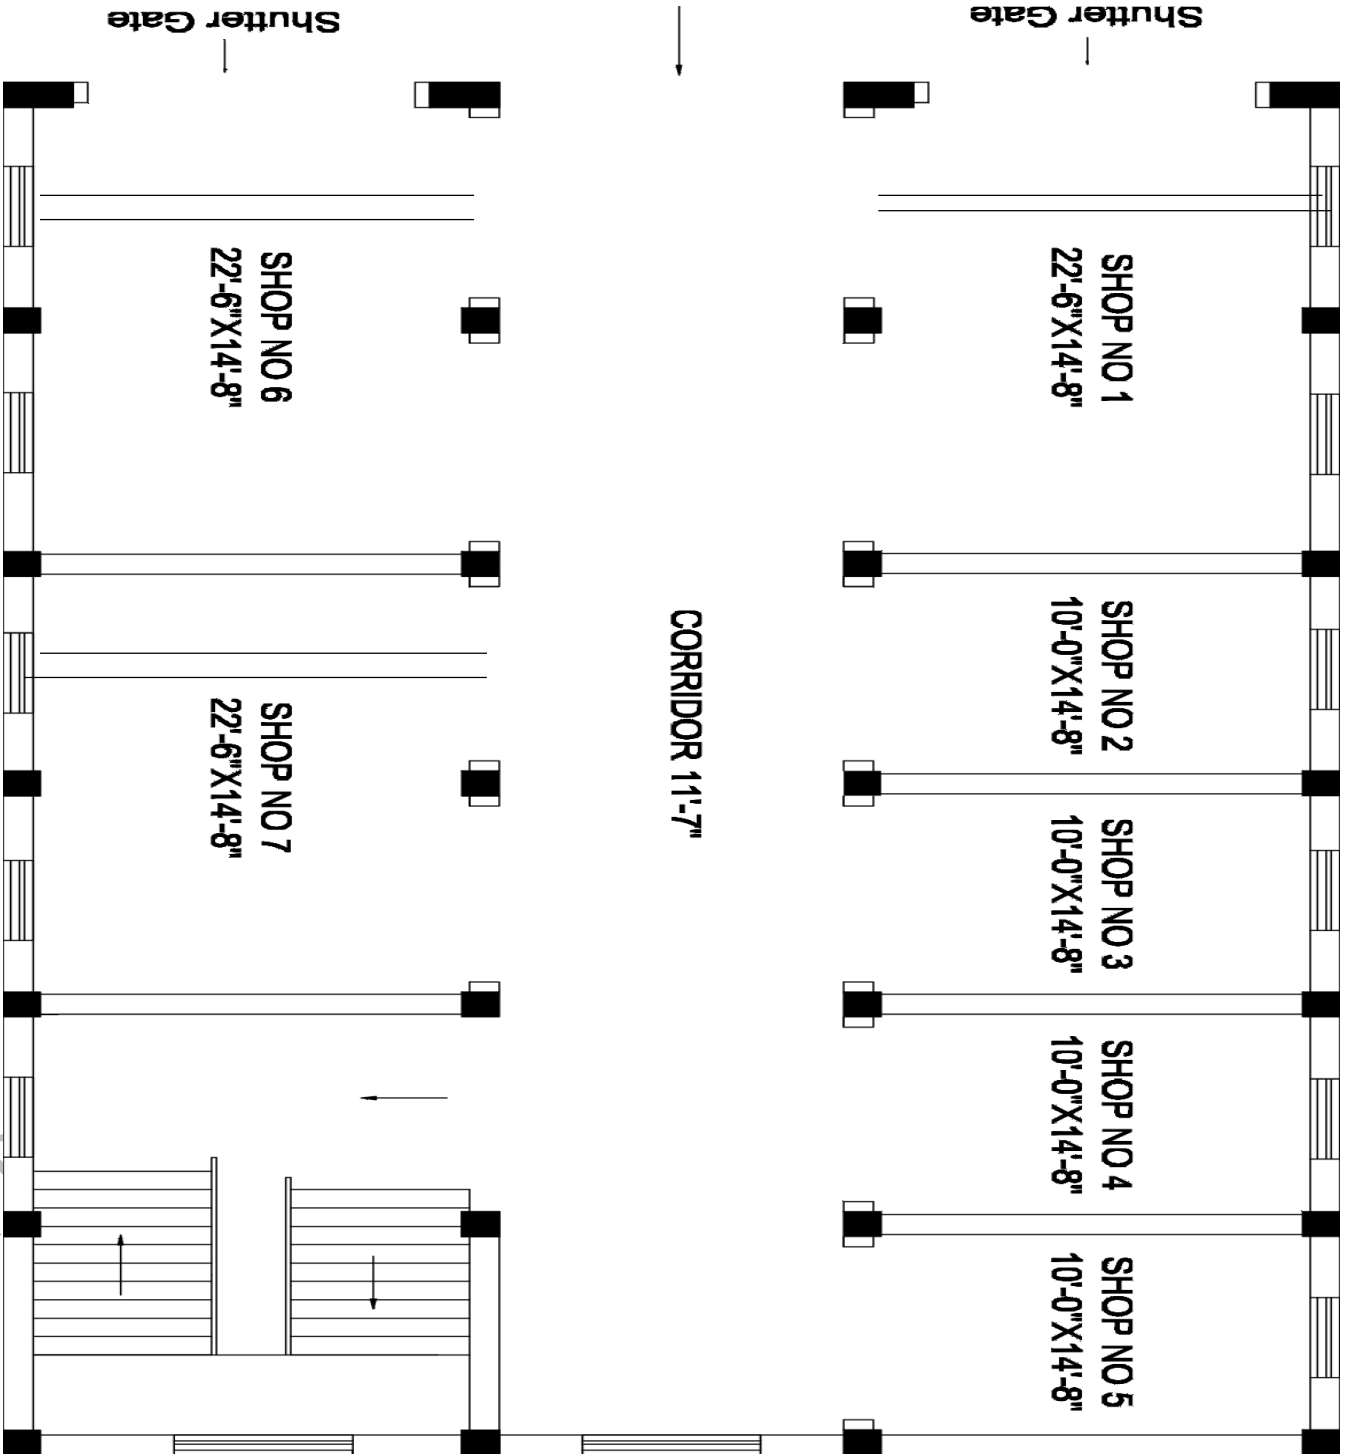 Shutter Gate
Shutter Gate
SHOP NO 6
22'-6"X14'-8"
SHOP NO 1
22'-6"X14'-8"
CORRIDOR 11'-7"
SHOP NO 2
10'-0"X14'-8"
SHOP NO 7
22'-6"X14'-8"
SHOP NO 3
10'-0"X14'-8"
SHOP NO 4
10'-0"X14'-8"
SHOP NO 5
10'-0"X14'-8"